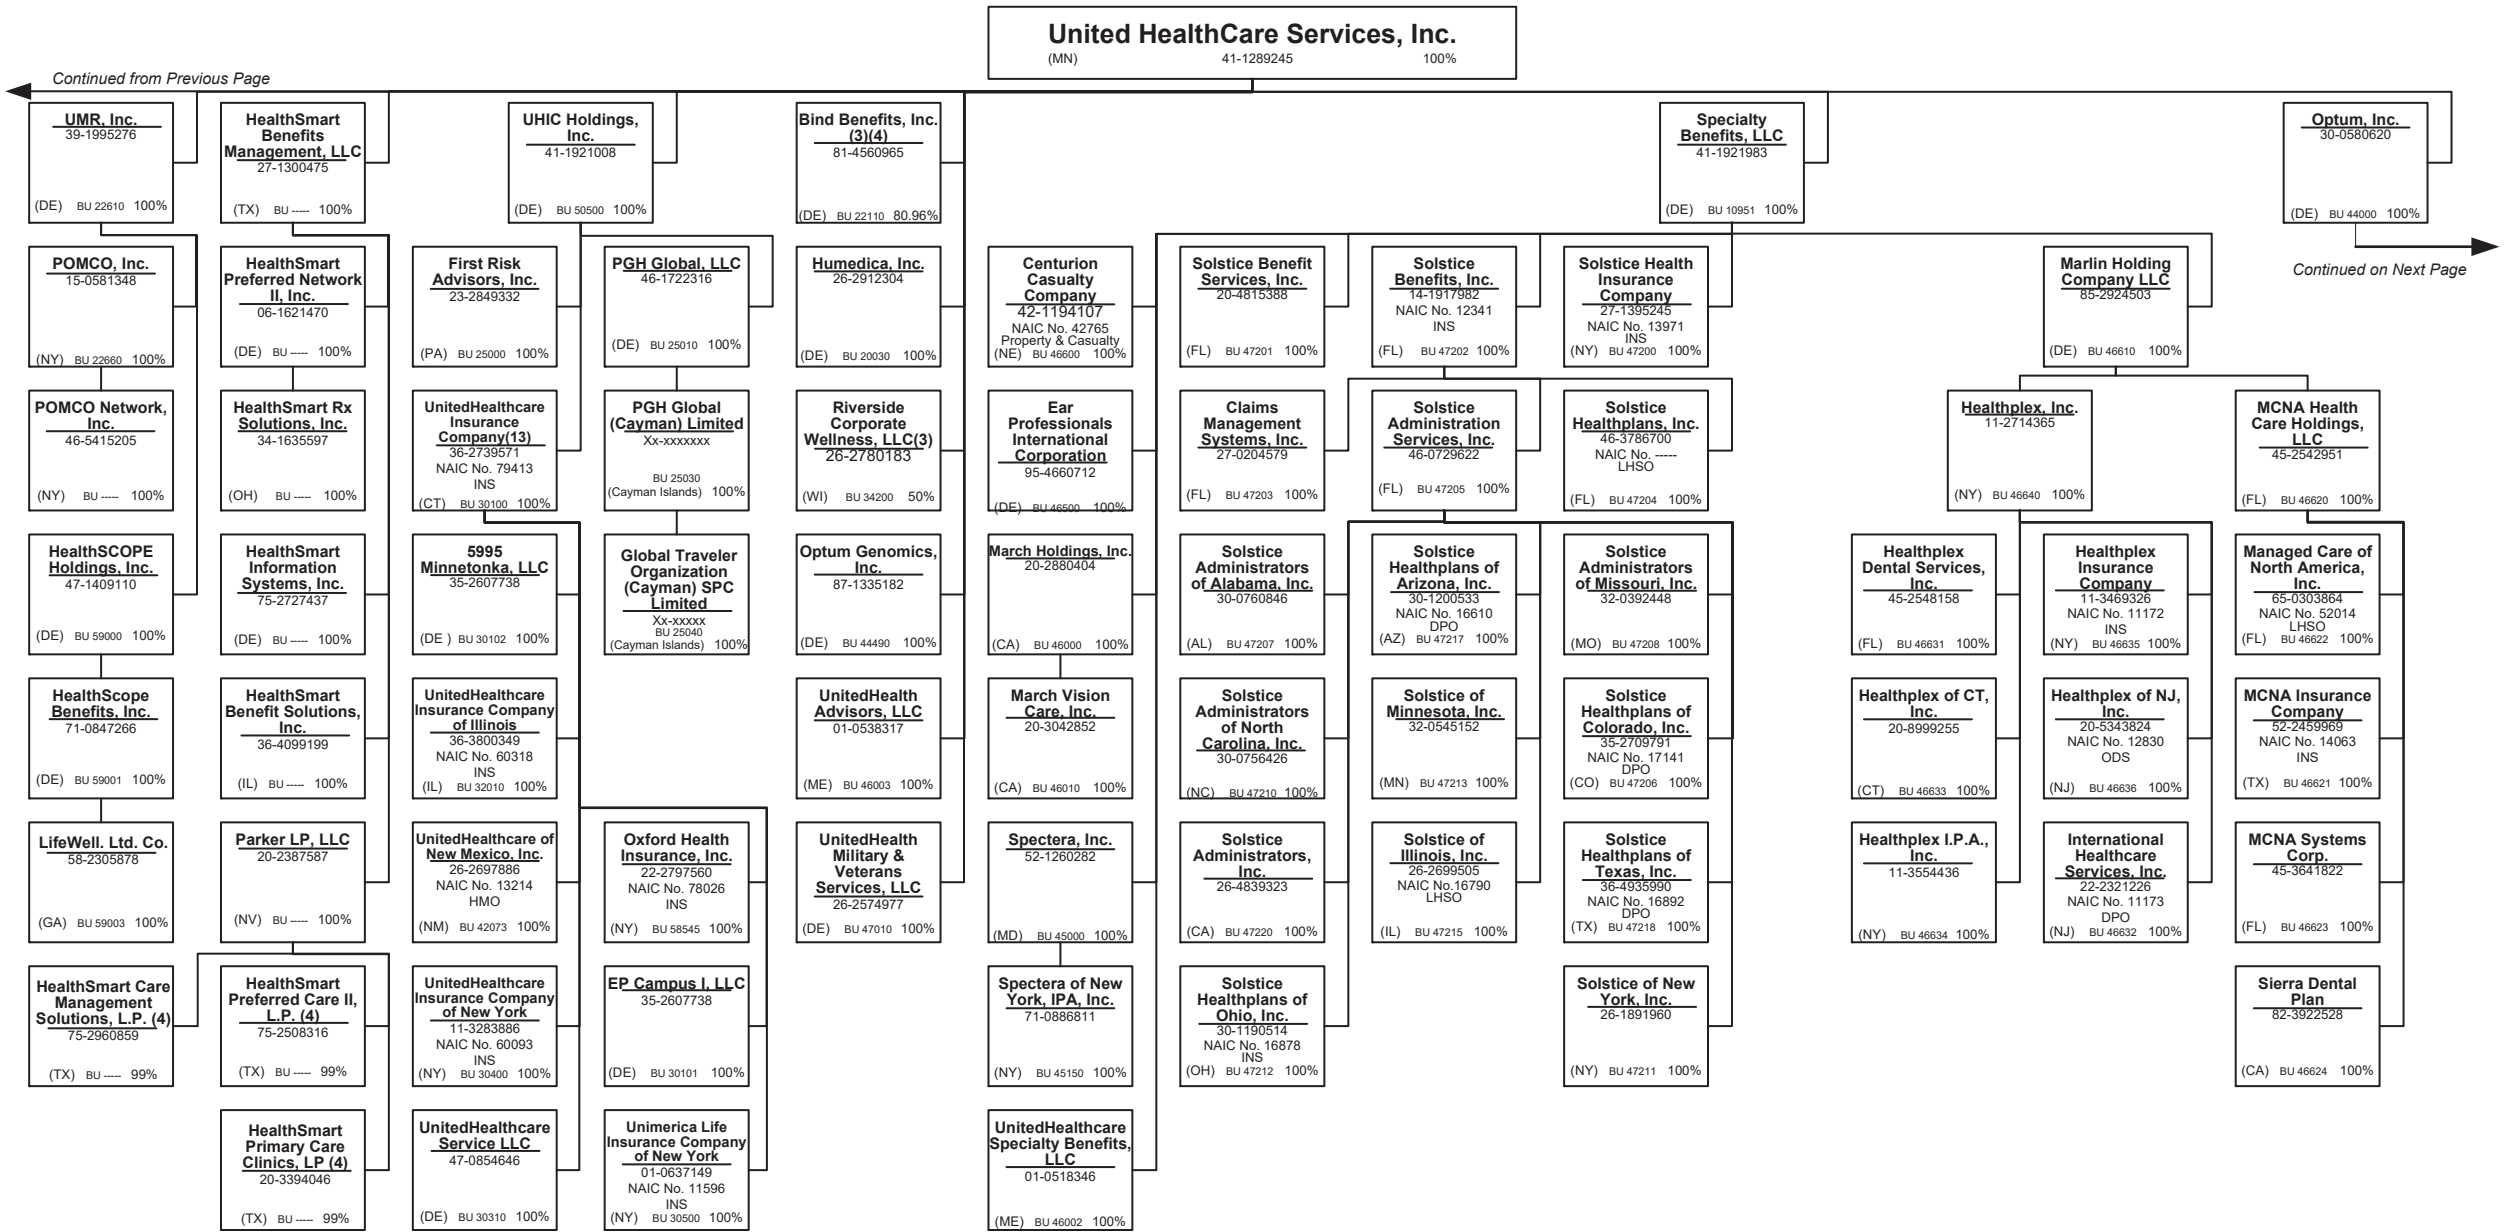 United HealthCare Services, Inc.
(MN) 41-1289245 100%
Continued from Previous Page
UMR, Inc.
39-1995276
(DE) BU 22610 100%
HealthSmart
Benefits
Management, LLC
27-1300475
(TX) BU ----- 100%
UHIC Holdings,
Inc.
41-1921008
(DE) BU 50500 100%
Bind Benefits, Inc.
(3)(4)
81-4560965
(DE) BU 22110 80.96%
Specialty
Benefits, LLC
41-1921983
(DE) BU 10951 100%
Optum, Inc.
30-0580620
(DE) BU 44000 100%
Continued on Next Page
POMCO, Inc.
15-0581348
(NY) BU 22660 100%
HealthSmart
Preferred Network
II, Inc.
06-1621470
(DE) BU ----- 100%
First Risk
Advisors, Inc.
23-2849332
(PA) BU 25000 100%
PGH Global, LLC
46-1722316
(DE) BU 25010 100%
Humedica, Inc.
26-2912304
(DE) BU 20030 100%
Centurion
Casualty
Company
42-1194107
NAIC No. 42765
Property & Casualty
(NE) BU 46600 100%
Solstice Benefit
Services, Inc.
20-4815388
(FL) BU 47201 100%
Solstice
Benefits, Inc.
14-1917982
NAIC No. 12341
INS
(FL) BU 47202 100%
Solstice Health
Insurance
Company
27-1395245
NAIC No. 13971
INS
(NY) BU 47200 100%
Marlin Holding
Company LLC
85-2924503
(DE) BU 46610 100%
POMCO Network,
Inc.
46-5415205
(NY) BU ----- 100%
HealthSmart Rx
Solutions, Inc.
34-1635597
(OH) BU ----- 100%
UnitedHealthcare
Insurance
Company(13)
36-2739571
NAIC No. 79413
INS
(CT) BU 30100 100%
PGH Global
(Cayman) Limited
Xx-xxxxxxx
BU 25030
(Cayman Islands) 100%
Riverside
Corporate
Wellness, LLC(3)
26-2780183
(WI) BU 34200 50%
Ear
Professionals
International
Corporation
95-4660712
(DE) BU 46500 100%
Claims
Management
Systems, Inc.
27-0204579
(FL) BU 47203 100%
Solstice
Administration
Services, Inc.
46-0729622
(FL) BU 47205 100%
Solstice
Healthplans, Inc.
46-3786700
NAIC No. -----
LHSO
(FL) BU 47204 100%
Healthplex, Inc.
11-2714365
(NY) BU 46640 100%
MCNA Health
Care Holdings,
LLC
45-2542951
(FL) BU 46620 100%
HealthSCOPE
Holdings, Inc.
47-1409110
(DE) BU 59000 100%
HealthSmart
Information
Systems, Inc.
75-2727437
(DE) BU ----- 100%
5995
Minnetonka, LLC
35-2607738
(DE ) BU 30102 100%
Global Traveler
Organization
(Cayman) SPC
Limited
Xx-xxxxx
BU 25040
(Cayman Islands) 100%
Optum Genomics,
Inc.
87-1335182
(DE) BU 44490 100%
March Holdings, Inc.
20-2880404
(CA) BU 46000 100%
Solstice
Administrators
of Alabama, Inc.
30-0760846
(AL) BU 47207 100%
Solstice
Healthplans of
Arizona, Inc.
30-1200533
NAIC No. 16610
DPO
(AZ) BU 47217 100%
Solstice
Administrators
of Missouri, Inc.
32-0392448
(MO) BU 47208 100%
Healthplex
Dental Services,
Inc.
45-2548158
(FL) BU 46631 100%
Healthplex
Insurance
Company
11-3469326
NAIC No. 11172
INS
(NY) BU 46635 100%
Managed Care of
North America,
Inc.
65-0303864
NAIC No. 52014
LHSO
(FL) BU 46622 100%
HealthScope
Benefits, Inc.
71-0847266
(DE) BU 59001 100%
HealthSmart
Benefit Solutions,
Inc.
36-4099199
(IL) BU ----- 100%
UnitedHealthcare
Insurance Company
of Illinois
36-3800349
NAIC No. 60318
INS
(IL) BU 32010 100%
UnitedHealth
Advisors, LLC
01-0538317
(ME) BU 46003 100%
March Vision
Care, Inc.
20-3042852
(CA) BU 46010 100%
Solstice
Administrators
of North
Carolina, Inc.
30-0756426
(NC) BU 47210 100%
Solstice of
Minnesota, Inc.
32-0545152
(MN) BU 47213 100%
Solstice
Healthplans of
Colorado, Inc.
35-2709791
NAIC No. 17141
DPO
(CO) BU 47206 100%
Healthplex of CT,
Inc.
20-8999255
(CT) BU 46633 100%
Healthplex of NJ,
Inc.
20-5343824
NAIC No. 12830
ODS
(NJ) BU 46636 100%
MCNA Insurance
Company
52-2459969
NAIC No. 14063
INS
(TX) BU 46621 100%
LifeWell. Ltd. Co.
58-2305878
(GA) BU 59003 100%
Parker LP, LLC
20-2387587
(NV) BU ----- 100%
UnitedHealthcare of
New Mexico, Inc.
26-2697886
NAIC No. 13214
HMO
(NM) BU 42073 100%
Oxford Health
Insurance, Inc.
22-2797560
NAIC No. 78026
INS
(NY) BU 58545 100%
UnitedHealth
Military &
Veterans
Services, LLC
26-2574977
(DE) BU 47010 100%
Spectera, Inc.
52-1260282
(MD) BU 45000 100%
Solstice
Administrators,
Inc.
26-4839323
(CA) BU 47220 100%
Solstice of
Illinois, Inc.
26-2699505
NAIC No.16790
LHSO
(IL) BU 47215 100%
Solstice
Healthplans of
Texas, Inc.
36-4935990
NAIC No. 16892
DPO
(TX) BU 47218 100%
Healthplex I.P.A.,
Inc.
11-3554436
(NY) BU 46634 100%
International
Healthcare
Services, Inc.
22-2321226
NAIC No. 11173
DPO
(NJ) BU 46632 100%
MCNA Systems
Corp.
45-3641822
(FL) BU 46623 100%
HealthSmart Care
Management
Solutions, L.P. (4)
75-2960859
(TX) BU ----- 99%
HealthSmart
Preferred Care II,
L.P. (4)
75-2508316
(TX) BU ----- 99%
UnitedHealthcare
Insurance Company
of New York
11-3283886
NAIC No. 60093
INS
(NY) BU 30400 100%
EP Campus I, LLC
35-2607738
(DE) BU 30101 100%
Spectera of New
York, IPA, Inc.
71-0886811
(NY) BU 45150 100%
Solstice
Healthplans of
Ohio, Inc.
30-1190514
NAIC No. 16878
INS
(OH) BU 47212 100%
Solstice of New
York, Inc.
26-1891960
(NY) BU 47211 100%
Sierra Dental
Plan
82-3922528
(CA) BU 46624 100%
HealthSmart
Primary Care
Clinics, LP (4)
20-3394046
(TX) BU ----- 99%
UnitedHealthcare
Service LLC
47-0854646
(DE) BU 30310 100%
Unimerica Life
Insurance Company
of New York
01-0637149
NAIC No. 11596
INS
(NY) BU 30500 100%
UnitedHealthcare
Specialty Benefits,
LLC
01-0518346
(ME) BU 46002 100%